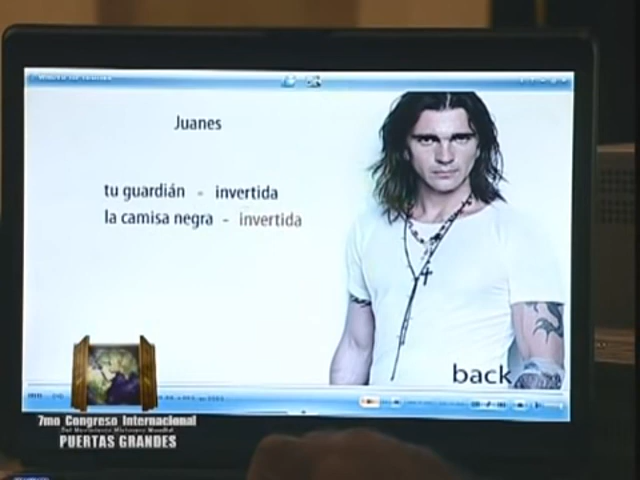 Juanes
tu guardián - invertida
la camisa negra - invertida
back
7mo Congreso Internacional
PUERTAS GRANDES